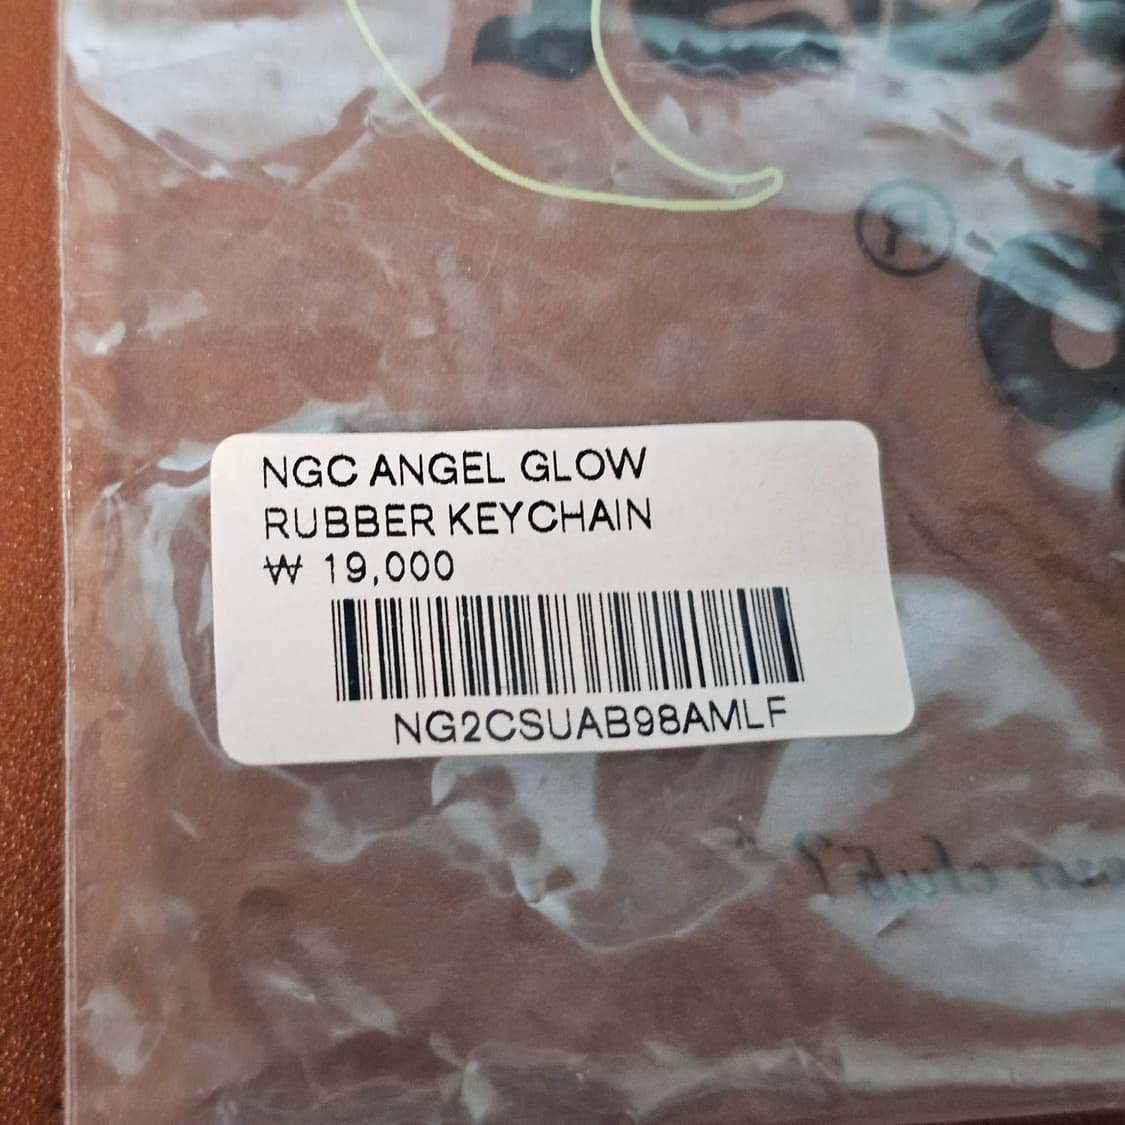 NGC ANGEL GLOW
RUBBER KEYCHAIN
₩ 19,000
NG2CSUAB98AMLF